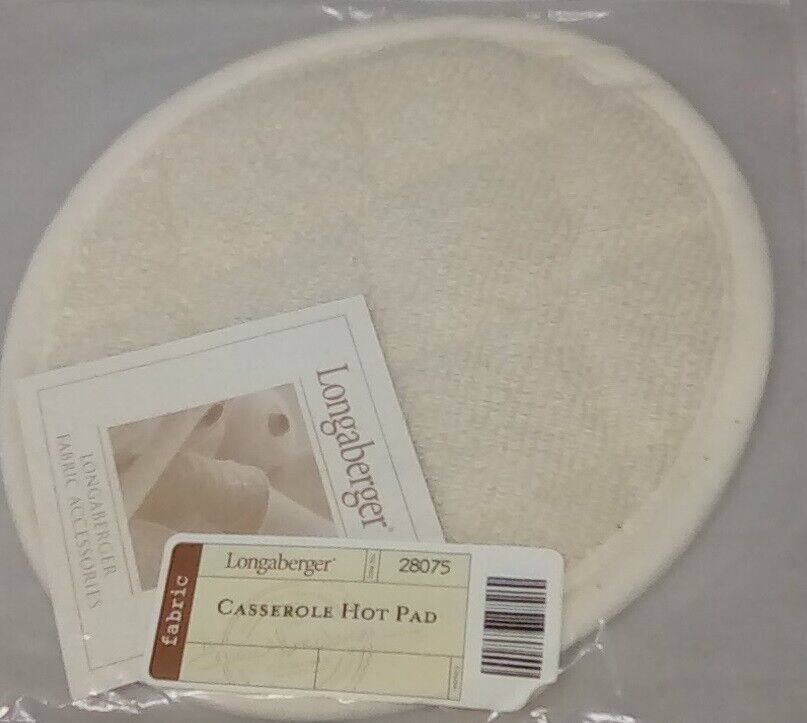 Longaberger®
LONGABERGER
FABRIC ACCESSORIES
fabric
Longaberger®
28075
CASSEROLE HOT PAD